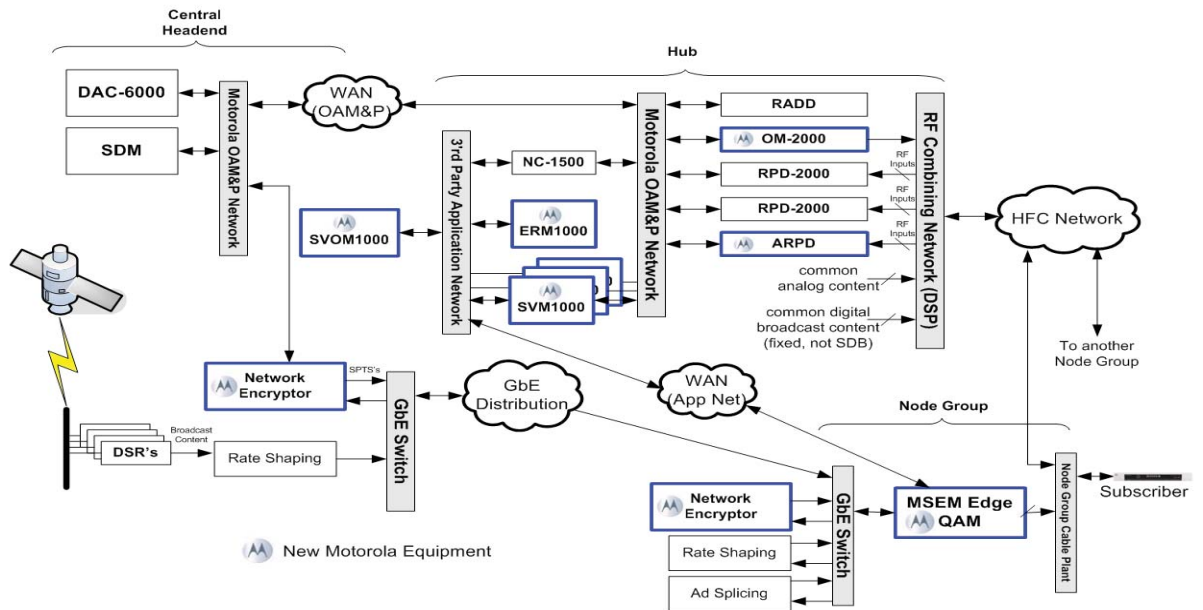 Central
Headend
Hub
DAC-6000
SDM
Motorola OAM&P Network
WAN
(OAM&P)
3'rd Party Application Network
NC-1500
SVOM1000
ERM1000
SVM1000
Motorola OAM&P Network
RADD
OM-2000
RPD-2000
RPD-2000
ARPD
RF
Inputs
RF
Inputs
RF
Inputs
common
analog content
common digital
broadcast content
(fixed, not SDB)
RF Combining Network (DSP)
HFC Network
To another
Node Group
Network
Encryptor
SPTS's
GbE Switch
GbE
Distribution
WAN
(App Net)
Node Group
DSR's
Broadcast
Content
Rate Shaping
Network
Encryptor
Rate Shaping
Ad Splicing
GbE Switch
MSEM Edge
QAM
Node Group Cable Plant
Subscriber
New Motorola Equipment